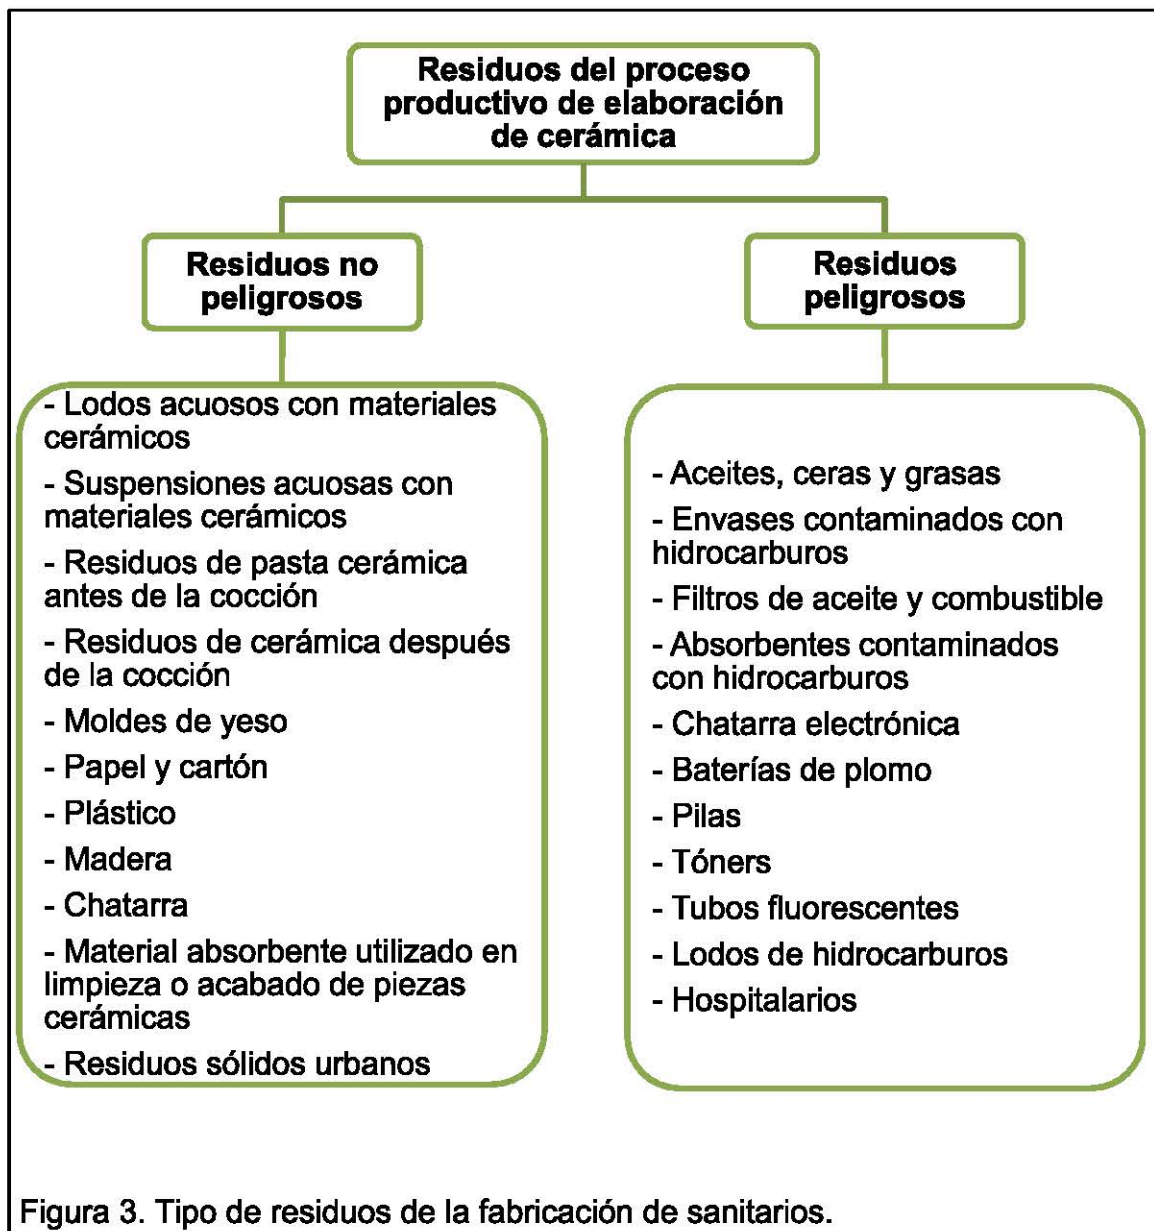 Residuos del proceso
productivo de elaboración
de cerámica
Residuos no
peligrosos
- Lodos acuosos con materiales
cerámicos
- Suspensiones acuosas con
materiales cerámicos
- Residuos de pasta cerámica
antes de la cocción
- Residuos de cerámica después
de la cocción
- Moldes de yeso
- Papel y cartón
- Plástico
- Madera
- Chatarra
- Material absorbente utilizado en
limpieza o acabado de piezas
cerámicas
- Residuos sólidos urbanos
Residuos
peligrosos
- Aceites, ceras y grasas
- Envases contaminados con
hidrocarburos
- Filtros de aceite y combustible
- Absorbentes contaminados
con hidrocarburos
- Chatarra electrónica
- Baterías de plomo
- Pilas
- Tóners
- Tubos fluorescentes
- Lodos de hidrocarburos
- Hospitalarios
Figura 3. Tipo de residuos de la fabricación de sanitarios.